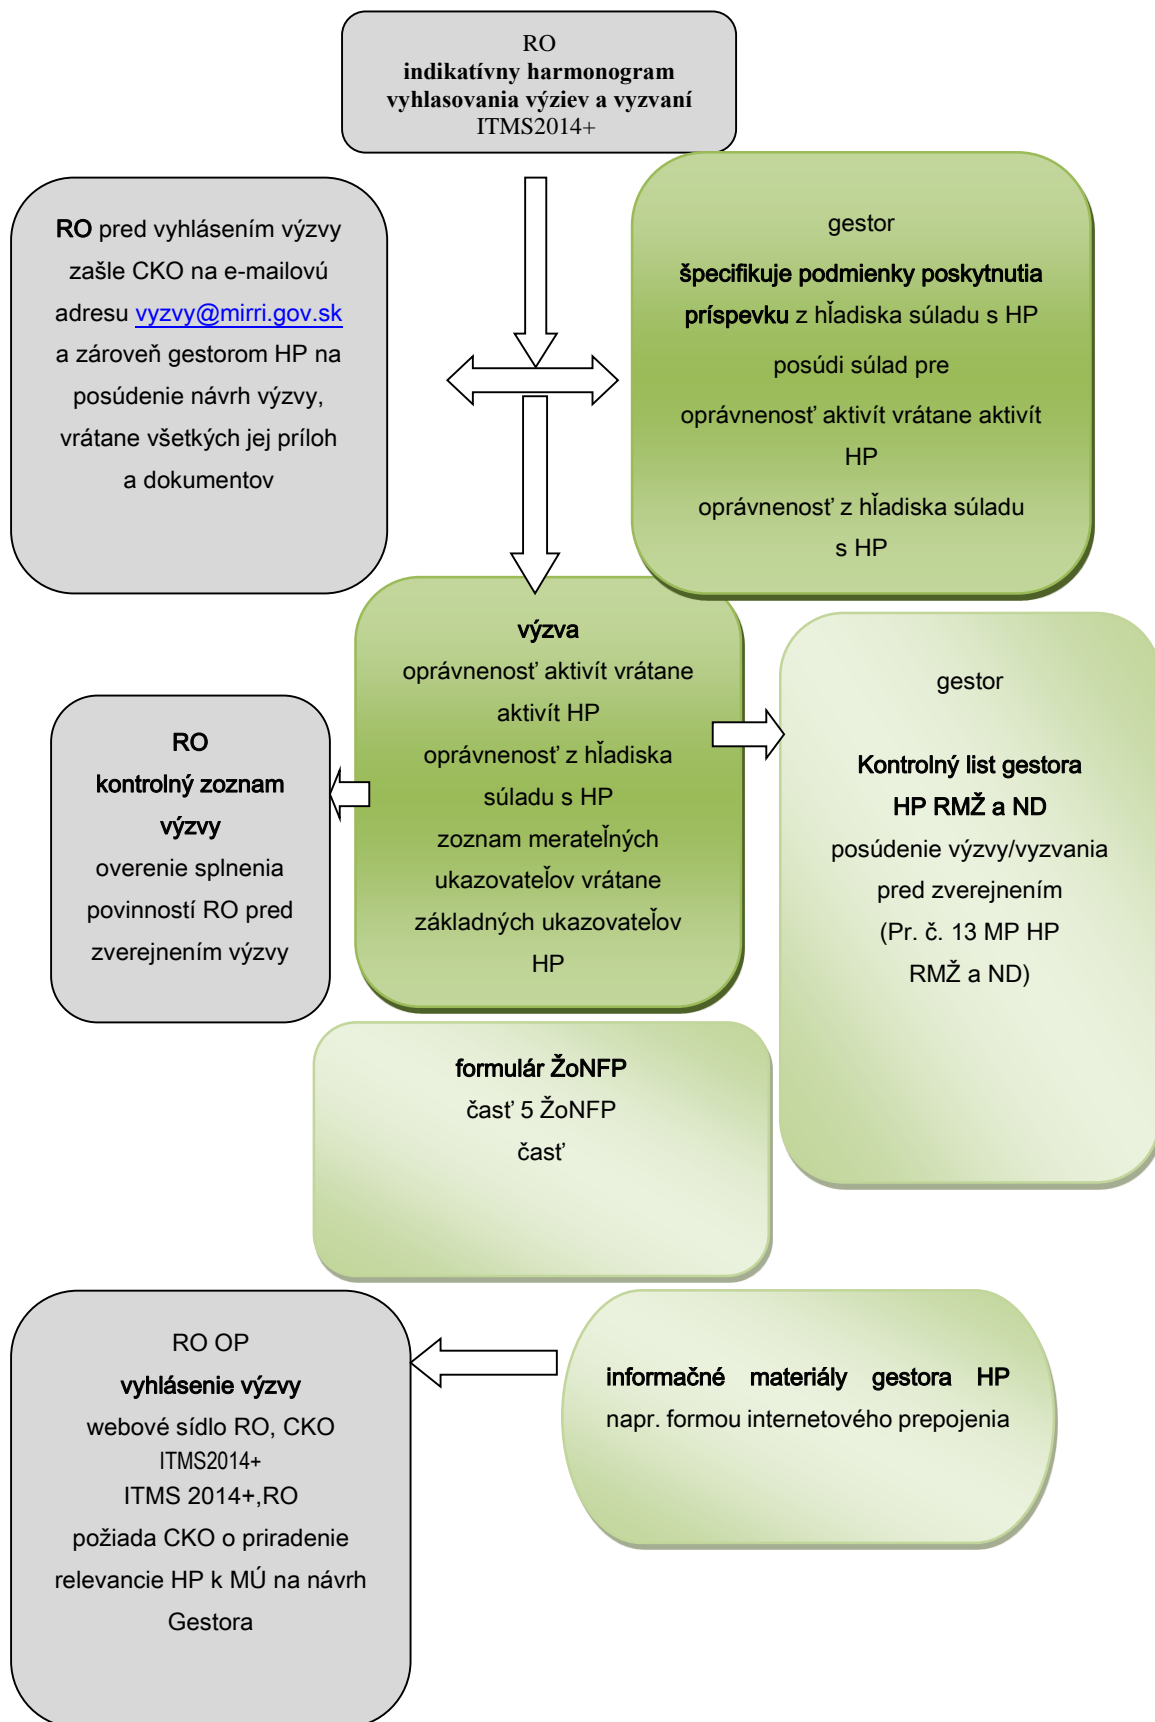 RO
indikatívny harmonogram
vyhlasovania výziev a vyzvaní
ITMS2014+
RO pred vyhlásením výzvy
zašle CKO na e-mailovú
adresu vyzvy@mirri.gov.sk
a zároveň gestorom HP na
posúdenie návrh výzvy,
vrátane všetkých jej príloh
a dokumentov
gestor
špecifikuje podmienky poskytnutia
príspevku z hľadiska súladu s HP
posúdi súlad pre
oprávnenosť aktivít vrátane aktivít
HP
oprávnenosť z hľadiska súladu
s HP
výzva
oprávnenosť aktivít vrátane
aktivít HP
oprávnenosť z hľadiska
súladu s HP
zoznam merateľných
ukazovateľov vrátane
základných ukazovateľov
HP
RO
kontrolný zoznam
výzvy
overenie splnenia
povinností RO pred
zverejnením výzvy
gestor
Kontrolný list gestora
HP RMŽ a ND
posúdenie výzvy/vyzvania
pred zverejnením
(Pr. č. 13 MP HP
RMŽ a ND)
formulár ŽoNFP
časť 5 ŽoNFP
časť
RO OP
vyhlásenie výzvy
webové sídlo RO, CKO
ITMS2014+
ITMS 2014+,RO
požiada CKO o priradenie
relevancie HP k MÚ na návrh
Gestora
informačné materiály gestora HP
napr. formou internetového prepojenia